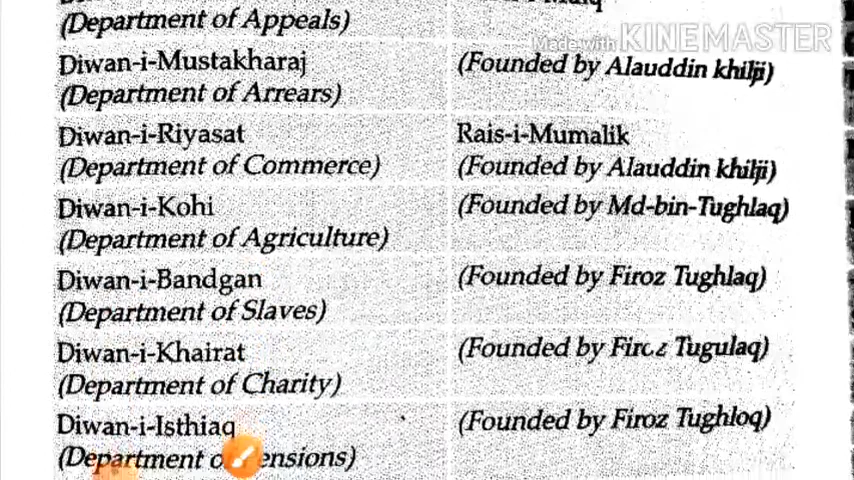 (Department of Appeals)
Made with KINEMASTER
Diwan-i-Mustakharaj (Founded by Alauddin khilji)
(Department of Arrears)
Diwan-i-Riyasat Rais-i-Mumalik
(Department of Commerce) (Founded by Alauddin khilji)
Diwan-i-Kohi (Founded by Md-bin-Tughlaq)
(Department of Agriculture)
Diwan-i-Bandgan (Founded by Firoz Tughlaq)
(Department of Slaves)
Diwan-i-Khairat (Founded by Firoz Tugulaq)
(Department of Charity)
Diwan-i-Isthiaq (Founded by Firoz Tughloq)
(Department of Pensions)